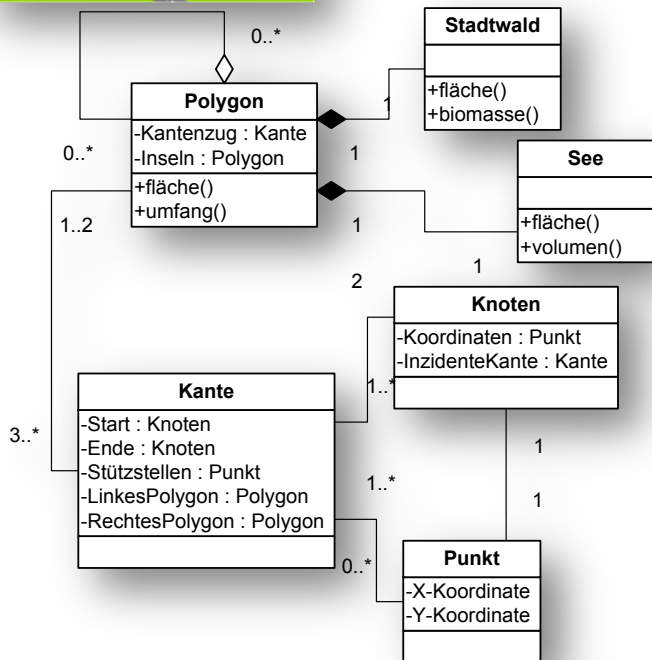 0..*
Stadtwald
+fläche()
+biomasse()
1
Polygon
-Kantenzug : Kante
-Inseln : Polygon
+fläche()
+umfang()
0..*
1
See
+fläche()
+volumen()
1..2
1
1
2
Knoten
-Koordinaten : Punkt
-InzidenteKante : Kante
Kante
-Start : Knoten
-Ende : Knoten
-Stützstellen : Punkt
-LinkesPolygon : Polygon
-RechtesPolygon : Polygon
1..*
3..*
1
1..*
1
0..*
Punkt
-X-Koordinate
-Y-Koordinate